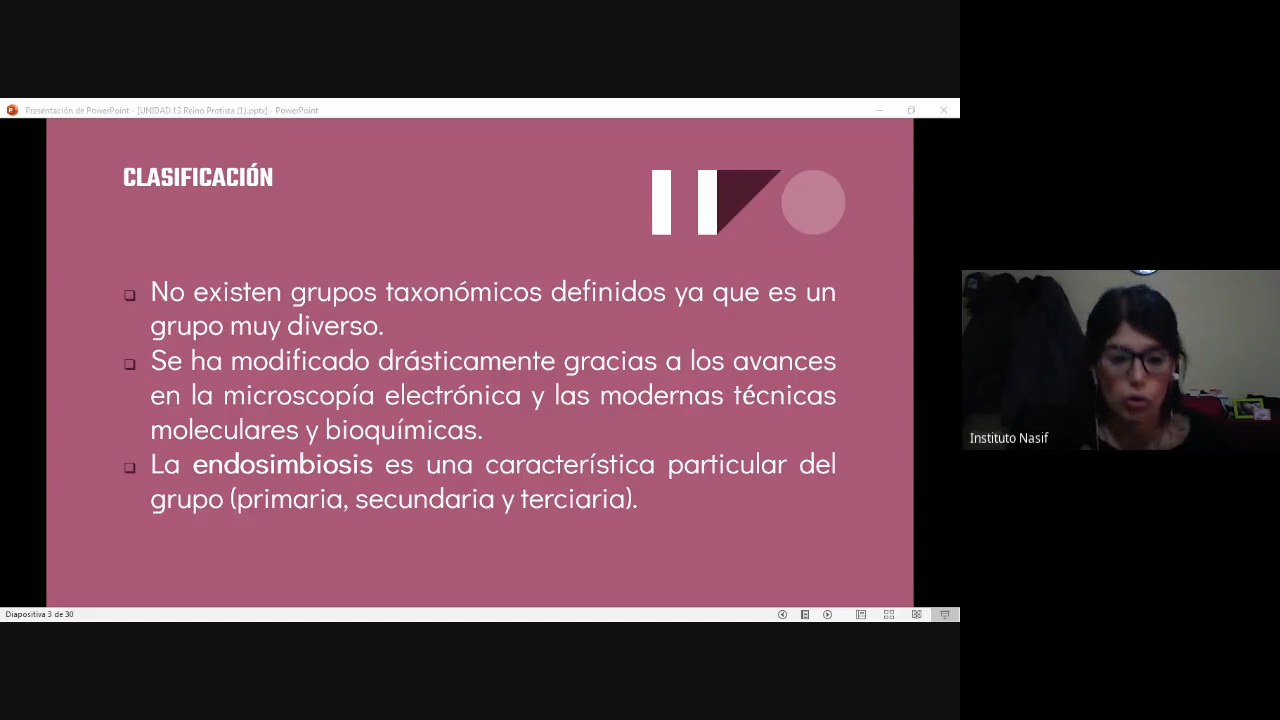 Presentación de PowerPoint - [UNIDAD 13 Reino Protista (1).pptx] - PowerPoint
CLASIFICACIÓN
No existen grupos taxonómicos definidos ya que es un
grupo muy diverso.
Se ha modificado drásticamente gracias a los avances
en la microscopía electrónica y las modernas técnicas
moleculares y bioquímicas.
La endosimbiosis es una característica particular del
grupo (primaria, secundaria y terciaria).
Instituto Nasif
Diapositiva 3 de 30